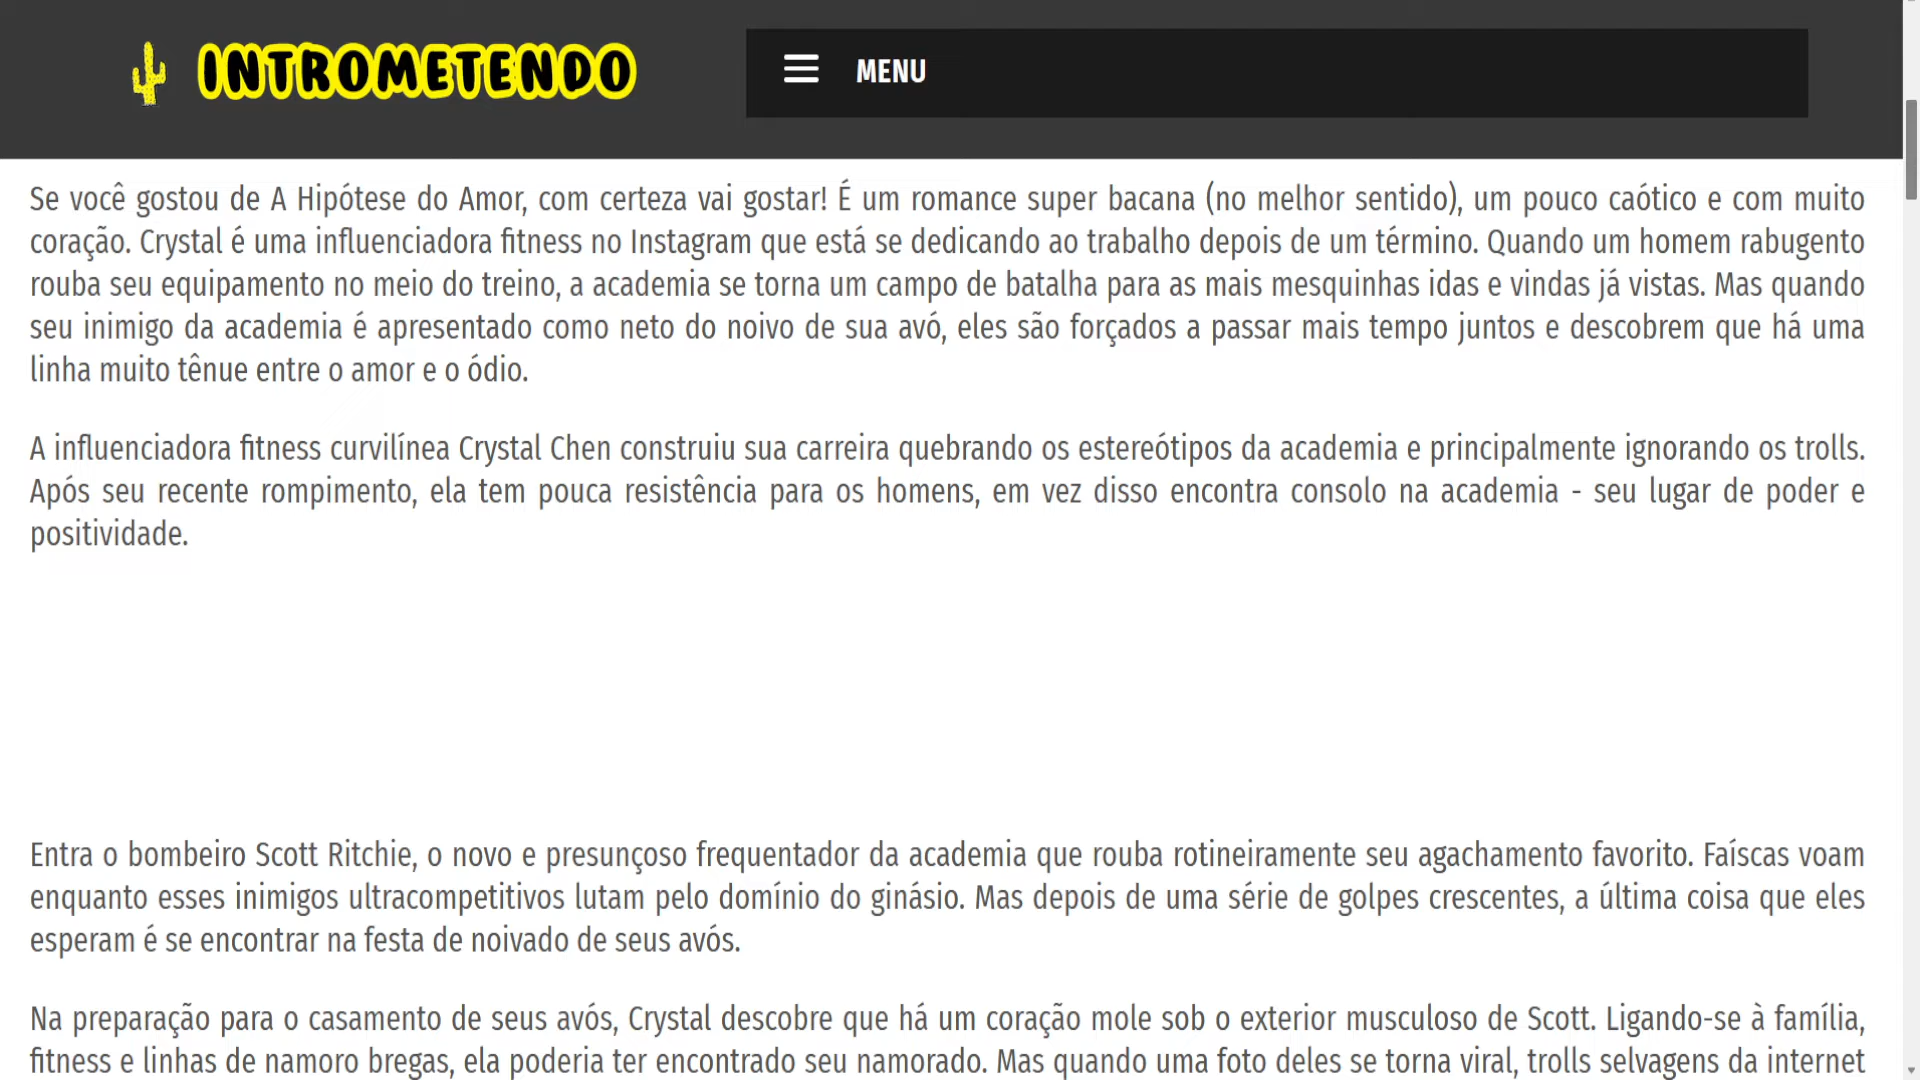 INTROMETENDO
MENU
Se você gostou de A Hipótese do Amor, com certeza vai gostar! É um romance super bacana (no melhor sentido), um pouco caótico e com muito
coração. Crystal é uma influenciadora fitness no Instagram que está se dedicando ao trabalho depois de um término. Quando um homem rabugento
rouba seu equipamento no meio do treino, a academia se torna um campo de batalha para as mais mesquinhas idas e vindas já vistas. Mas quando
seu inimigo da academia é apresentado como neto do noivo de sua avó, eles são forçados a passar mais tempo juntos e descobrem que há uma
linha muito tênue entre o amor e o ódio.
A influenciadora fitness curvilínea Crystal Chen construiu sua carreira quebrando os estereótipos da academia e principalmente ignorando os trolls.
Após seu recente rompimento, ela tem pouca resistência para os homens, em vez disso encontra consolo na academia - seu lugar de poder e
positividade.
Entra o bombeiro Scott Ritchie, o novo e presunçoso frequentador da academia que rouba rotineiramente seu agachamento favorito. Faíscas voam
enquanto esses inimigos ultracompetitivos lutam pelo domínio do ginásio. Mas depois de uma série de golpes crescentes, a última coisa que eles
esperam é se encontrar na festa de noivado de seus avós.
Na preparação para o casamento de seus avós, Crystal descobre que há um coração mole sob o exterior musculoso de Scott. Ligando-se à família,
fitness e linhas de namoro bregas, ela poderia ter encontrado seu namorado. Mas quando uma foto deles se torna viral, trolls selvagens da internet